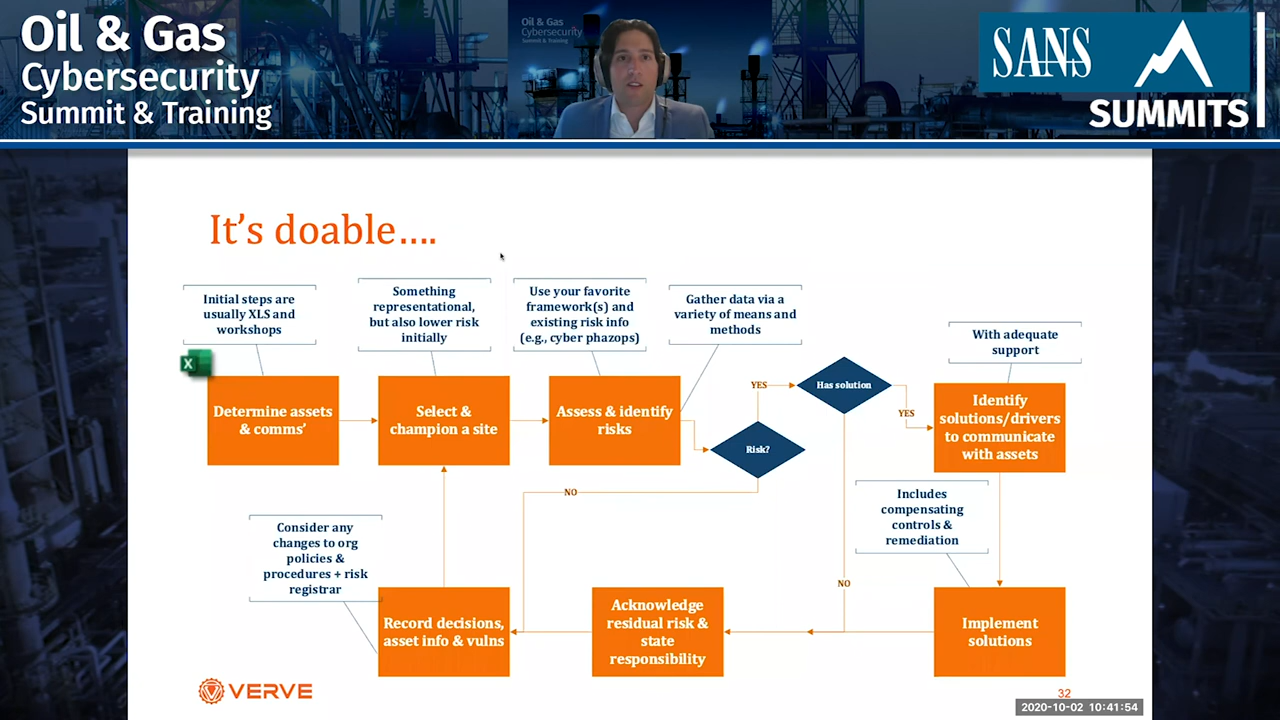 Oil & Gas
Cybersecurity
Summit & Training
Oil & Gas
Cybersecurity
Summit & Training
SANS
SUMMITS
It's doable....
Initial steps are
usually XLS and
workshops
Something
representational,
but also lower risk
initially
Use your favorite
framework(s) and
existing risk info
(e.g., cyber phazops)
Gather data via a
variety of means and
methods
With adequate
support
X
Determine assets
& comms'
Select &
champion a site
Assess & identify
risks
Risk?
YES
Has solution
YES
Identify
solutions/drivers
to communicate
with assets
NO
Includes
compensating
controls &
remediation
Consider any
changes to org
policies &
procedures + risk
registrar
NO
Record decisions,
asset info & vulns
Acknowledge
residual risk &
state
responsibility
Implement
solutions
VERVE
32
2020-10-02 10:41:54